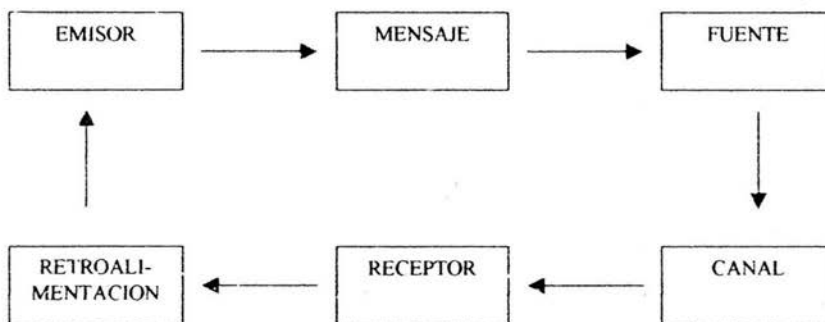 EMISOR
MENSAJE
FUENTE
RETROALI-
MENTACION
RECEPTOR
CANAL